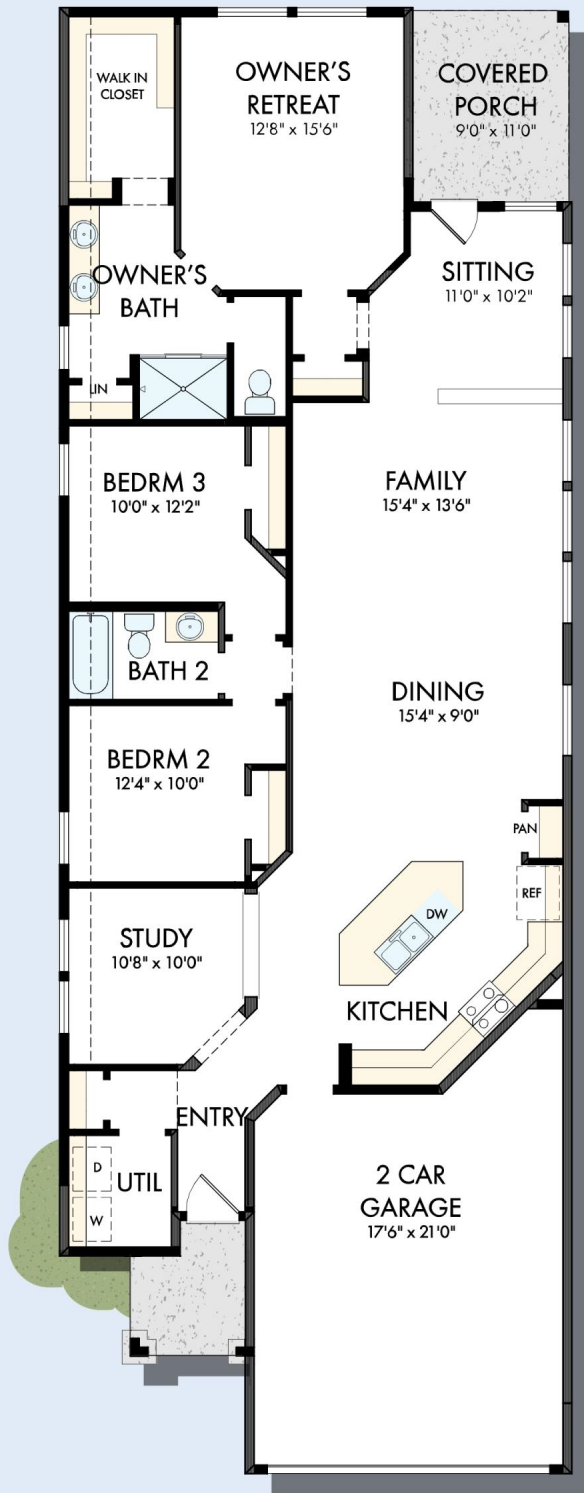 WALK IN
CLOSET
OWNER'S
RETREAT
12'8" x 15'6"
COVERED
PORCH
9'0" x 11'0"
OWNER'S
BATH
SITTING
11'0" x 10'2"
LIN
BEDRM 3
10'0" x 12'2"
FAMILY
15'4" x 13'6"
BATH 2
DINING
15'4" x 9'0"
BEDRM 2
12'4" x 10'0"
PAN
REF
DW
STUDY
10'8" x 10'0"
KITCHEN
ENTRY
D
UTIL
W
2 CAR
GARAGE
17'6" x 21'0"